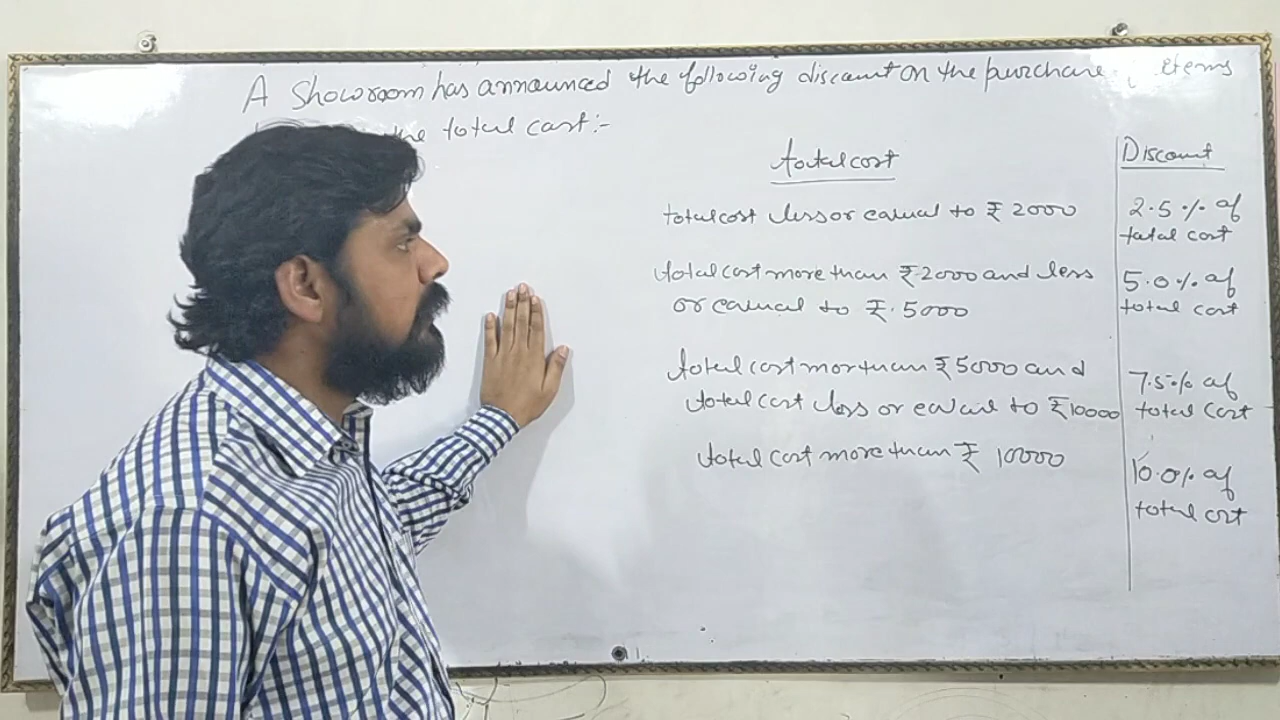 A Showroom has announced the following discount on the purchase items
the total cost:-
total cost
Discount
total cost less or eaual to ₹ 2000
2.5 % of
total cost
total cost more than ₹ 2000 and less
or eaual to ₹. 5000
5.0 % of
total cost
total cost more than ₹ 5000 and
total cost less or eaual to ₹ 10000
7.5% of
total cost
total cost more than ₹ 10000
10.0% of
total cost